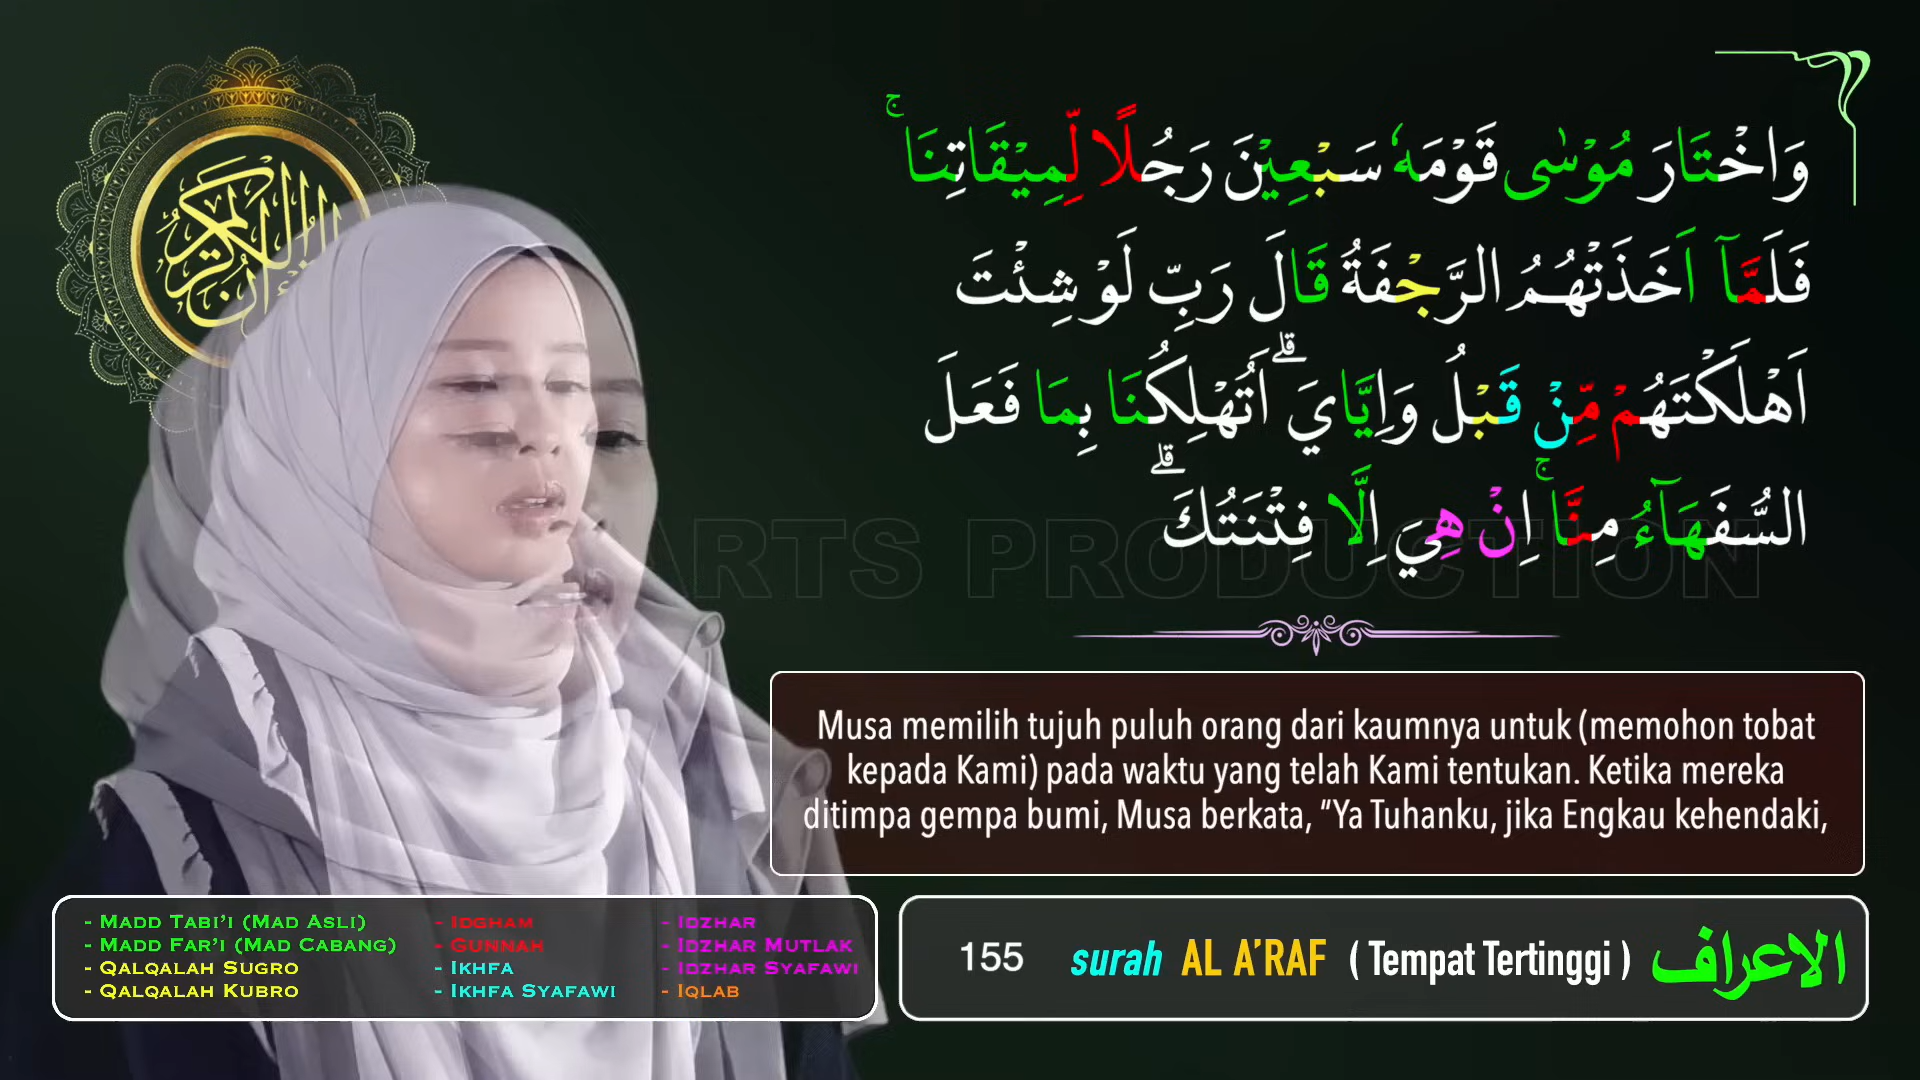 وَاخْتَارَ مُوْسٰى قَوْمَهٗ سَبْعِيْنَ رَجُلًا لِّمِيْقَاتِنَا ۚ
فَلَمَّآ اَخَذَتْهُمُ الرَّجْفَةُ قَالَ رَبِّ لَوْ شِئْتَ
اَهْلَكْتَهُمْ مِّنْ قَبْلُ وَاِيَّايَ ۗ اَتُهْلِكُنَا بِمَا فَعَلَ
السُّفَهَآءُ مِنَّا ۚ اِنْ هِيَ اِلَّا فِتْنَتُكَ ۗ
ARTS PRODUCTION
Musa memilih tujuh puluh orang dari kaumnya untuk (memohon tobat
kepada Kami) pada waktu yang telah Kami tentukan. Ketika mereka
ditimpa gempa bumi, Musa berkata, "Ya Tuhanku, jika Engkau kehendaki,
- Madd Tabi'i (Mad Asli)
- Madd Far'i (Mad Cabang)
- Qalqalah Sugro
- Qalqalah Kubro
- Idgham
- Gunnah
- Ikhfa
- Ikhfa Syafawi
- Idzhar
- Idzhar Mutlak
- Idzhar Syafawi
- Iqlab
155 surah AL A'RAF ( Tempat Tertinggi ) الاعراف